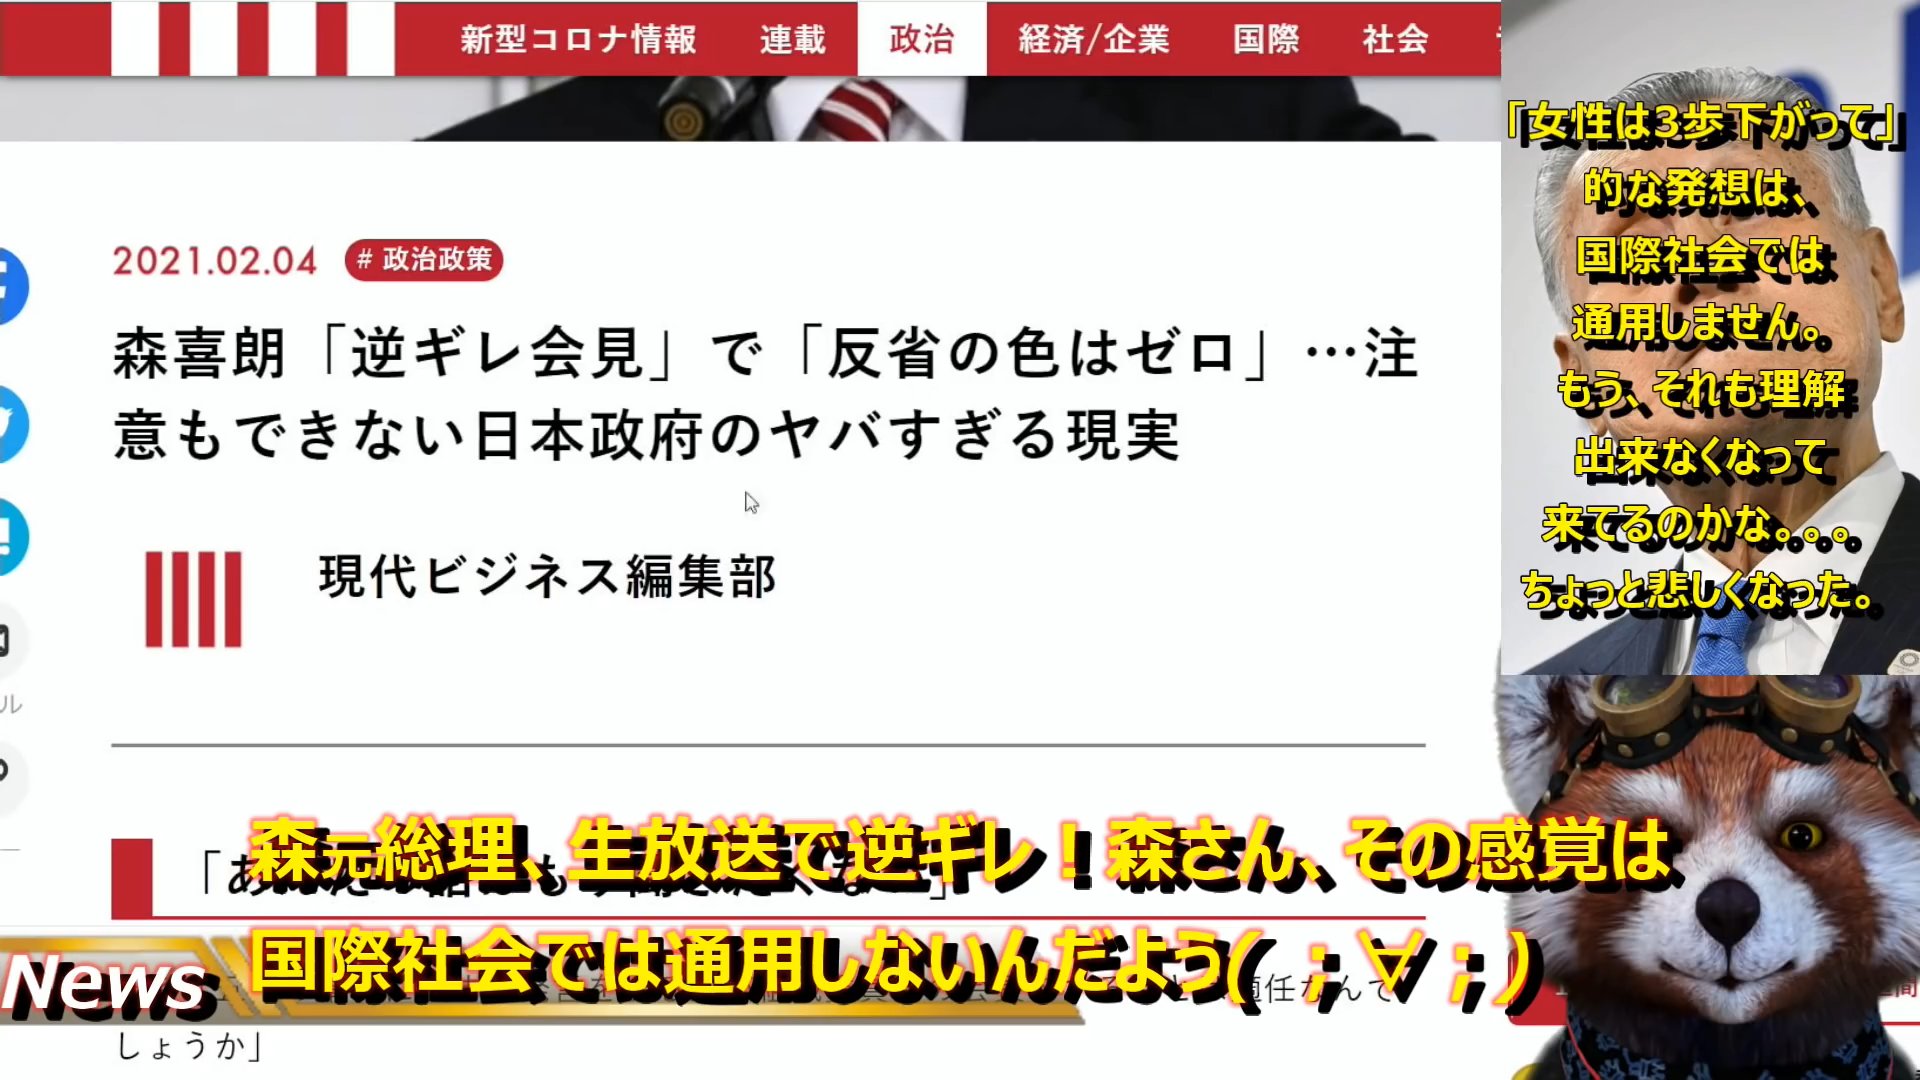 新型コロナ情報
連載
政治
経済/企業
国際
社会
2021.02.04
# 政治政策
森喜朗「逆ギレ会見」で「反省の色はゼロ」…注
意もできない日本政府のヤバすぎる現実
現代ビジネス編集部
「女性は3歩下がって」
的な発想は、
国際社会では
通用しません。
もう、それも理解
出来なくなって
来てるのかな。。。
ちょっと悲しくなった。
ル
森元総理、生放送で逆ギレ！森さん、その感覚は
国際社会では通用しないんだよう( ；∀；)
News
しょうか」